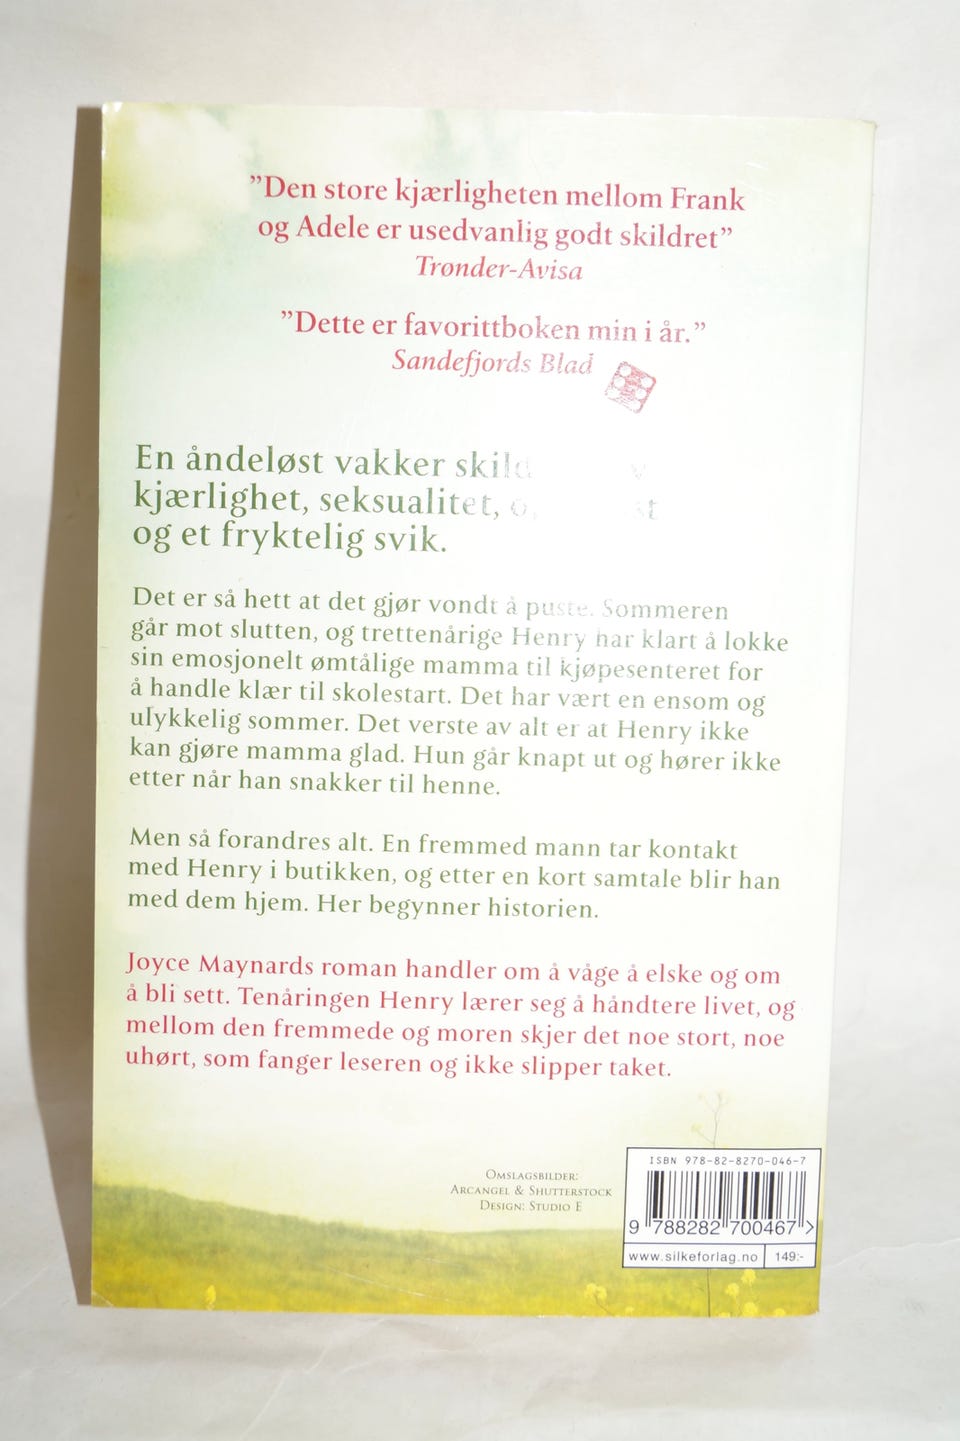 ”Den store kjærligheten mellom Frank
og Adele er usedvanlig godt skildret”
Trønder-Avisa
”Dette er favorittboken min i år.”
Sandefjords Blad
En åndeløst vakker
kjærlighet, seksualitet,
og et fryktelig svik.
Det er så hett at det gjør vondt å puste. Sommeren
går mot slutten, og trettenårige Henry har klart å lokke
sin emosjonelt ømtålige mamma til kjøpesenteret for
å handle klær til skolestart. Det har vært en ensom og
ulykkelig sommer. Det verste av alt er at Henry ikke
kan gjøre mamma glad. Hun går knapt ut og hører ikke
etter når han snakker til henne.
Men så forandres alt. En fremmed mann tar kontakt
med Henry i butikken, og etter en kort samtale blir han
med dem hjem. Her begynner historien.
Joyce Maynards roman handler om å våge å elske og om
å bli sett. Tenåringen Henry lærer seg å håndtere livet, og
mellom den fremmede og moren skjer det noe stort, noe
uhørt, som fanger leseren og ikke slipper taket.
Omslagsbilder:
Arcangel & Shutterstock
Design: Studio E
ISBN 978-82-8270-046-7
9 788282 700467 >
www.silkeforlag.no 149:-